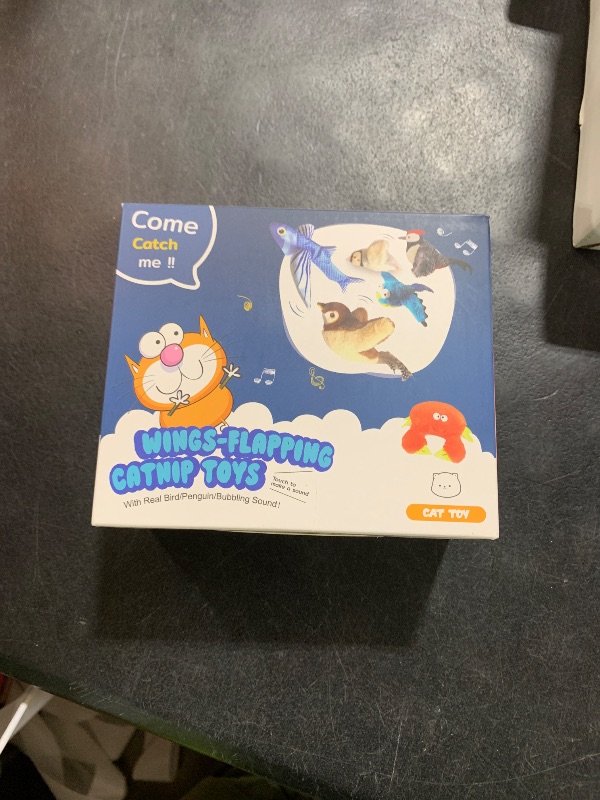 Come
Catch
me !!
WINGS-FLAPPING
CATNIP TOYS
Touch to
make a sound
With Real Bird/Penguin/Bubbling Sound!
CAT TOY